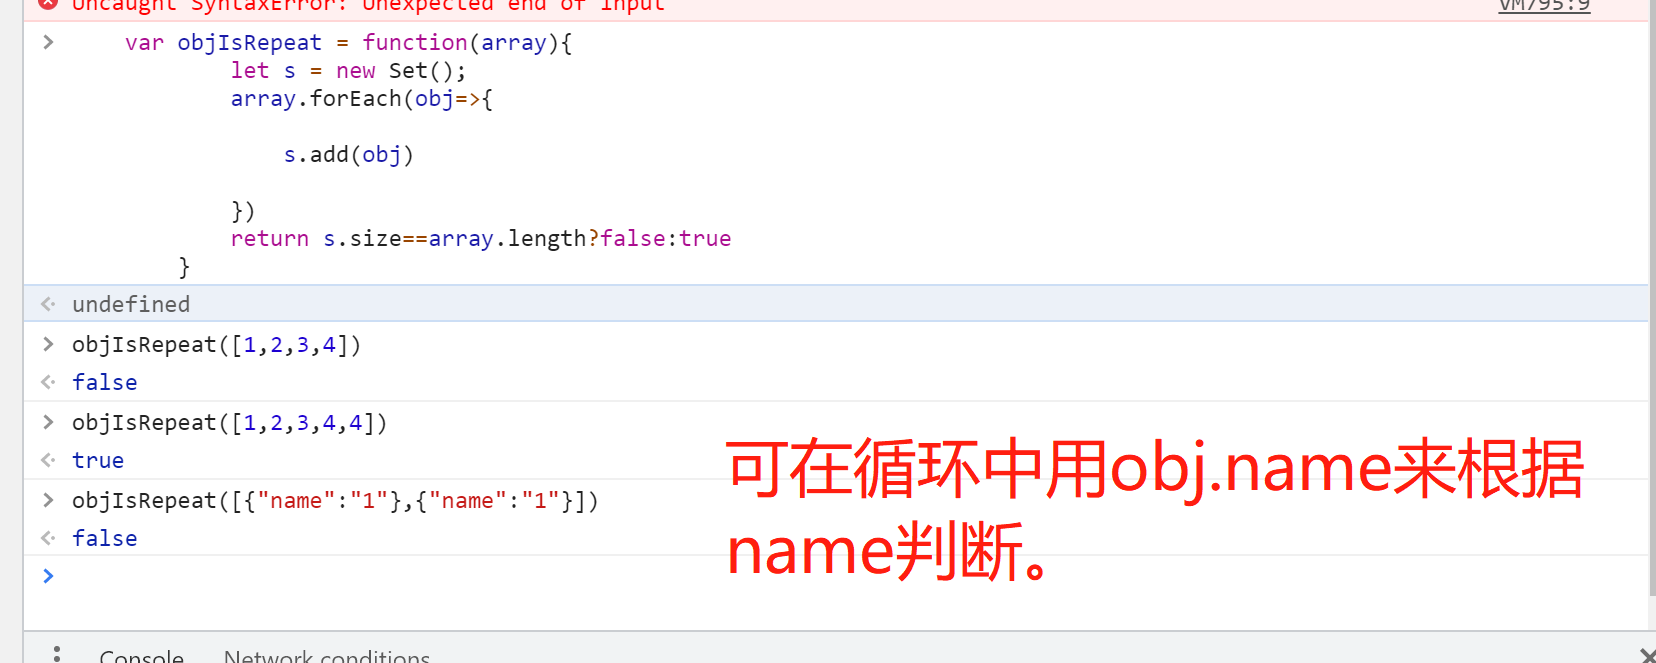 Uncaught SyntaxError: Unexpected end of input VM795:9
var objIsRepeat = function(array){
let s = new Set();
array.forEach(obj=>{
s.add(obj)
})
return s.size==array.length?false:true
}
undefined
objIsRepeat([1,2,3,4])
false
objIsRepeat([1,2,3,4,4])
true
objIsRepeat([{"name":"1"},{"name":"1"}])
false
可在循环中用obj.name来根据
name判断。
Console Network conditions